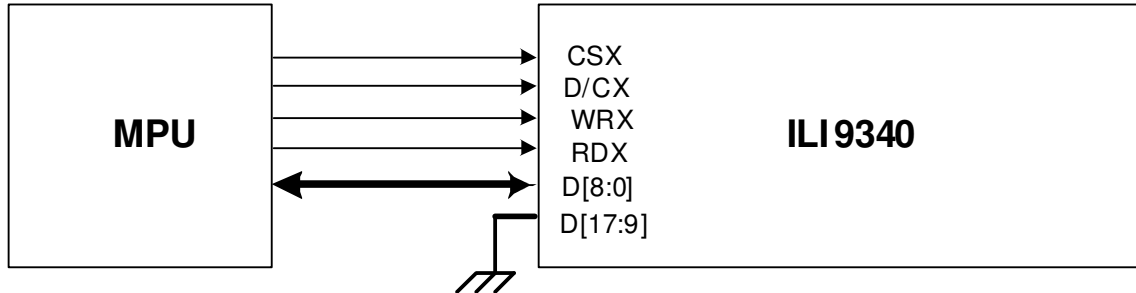 MPU
CSX
D/CX
WRX
RDX
D[8:0]
D[17:9]
ILI9340